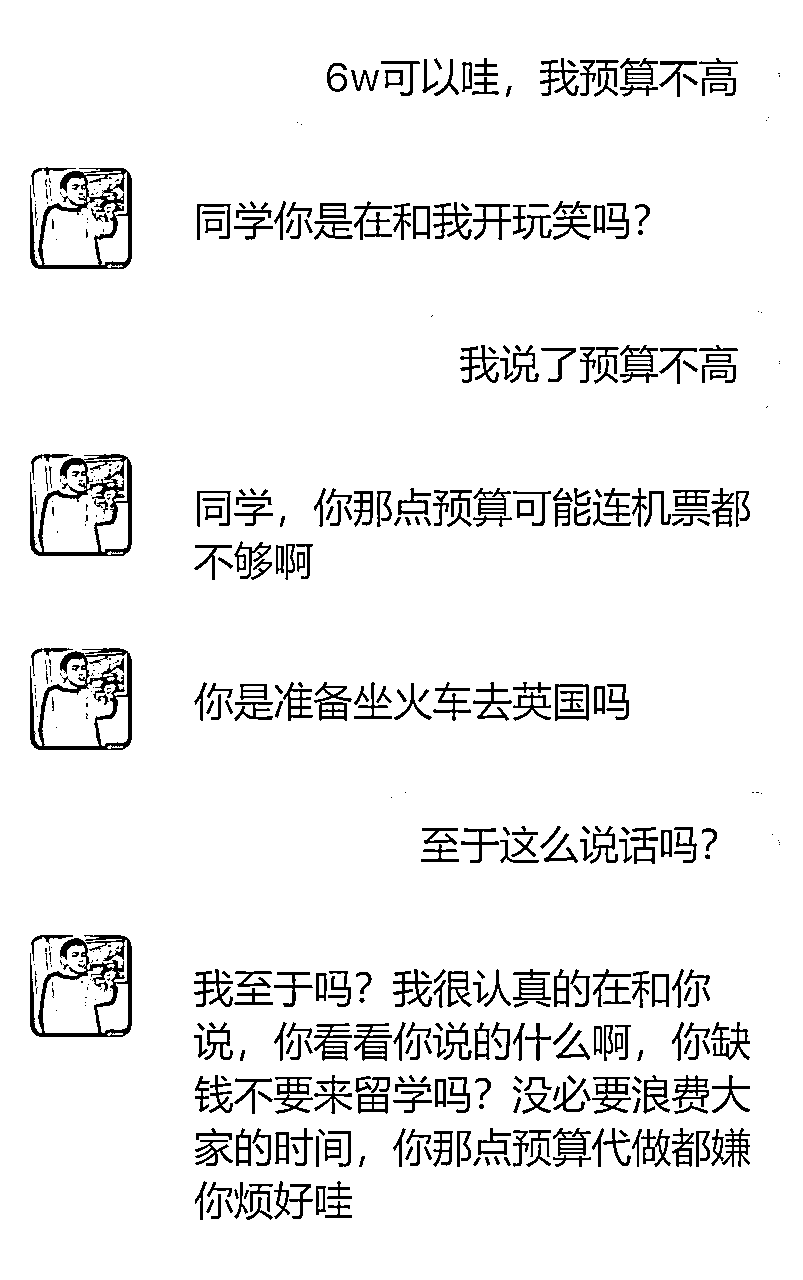 6w可以哇，我预算不高
同学你是在和我开玩笑吗？
我说了预算不高
同学，你那点预算可能连机票都
不够啊
你是准备坐火车去英国吗
至于这么说话吗？
我至于吗？我很认真的在和你
说，你看看你说的什么啊，你缺
钱不要来留学吗？没必要浪费大
家的时间，你那点预算代做都嫌
你烦好哇